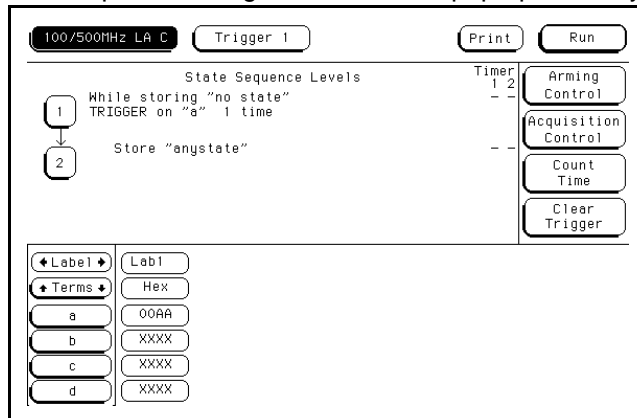 100/500MHz LA C Trigger 1 Print Run
State Sequence Levels
Timer
1 2
1 While storing "no state" - -
TRIGGER on "a" 1 time
2 Store "anystate" - -
Arming
Control
Acquisition
Control
Count
Time
Clear
Trigger
Label Lab1
Terms Hex
a 00AA
b XXXX
c XXXX
d XXXX